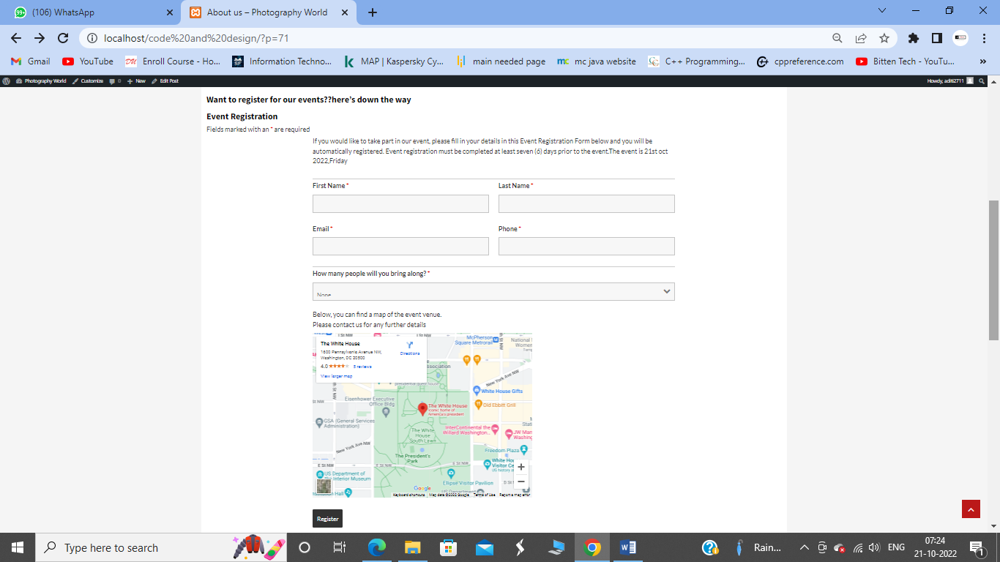 99+ (106) WhatsApp
About us – Photography World
localhost/code%20and%20design/?p=71
Gmail YouTube Enroll Course - Ho... Information Techno... MAP | Kaspersky Cy... main needed page mc java website C++ Programming... cppreference.com Bitten Tech - YouTu...
Photography World Customize 0 New Edit Post Howdy, aditi2711
Want to register for our events??here's down the way
Event Registration
Fields marked with an * are required
If you would like to take part in our event, please fill in your details in this Event Registration Form below and you will be
automatically registered. Event registration must be completed at least seven (6) days prior to the event.The event is 21st oct
2022,Friday
First Name *
Last Name *
Email *
Phone *
How many people will you bring along? *
None
Below, you can find a map of the event venue.
Please contact us for any further details
The White House
1600 Pennsylvania Avenue NW,
Washington, DC 20500
Directions
4.0 ★★★★★ 5 reviews
View larger map
McPherson
Square Metrorail
National
Women
New York Ave NW
White House Gifts
Eisenhower Executive
Office Bldg
The White House
Iconic home of
America's president
Old Ebbitt Grill
GSA (General Services
Administration)
The White
House
South Lawn
InterContinental the
Willard Washington...
JW Mar
Washing
New York Ave NW
Freedom Plaza
The President's
Park
White Hou
Visitor Ce
E St NW
E St NW
E St NW
US Department of
Interior Museum
Ellipse Visitor Pavilion
Google
Keyboard shortcuts Map data ©2022 Google Terms of Use Report a map error
Register
Type here to search
Rain... ENG
07:24
21-10-2022
1